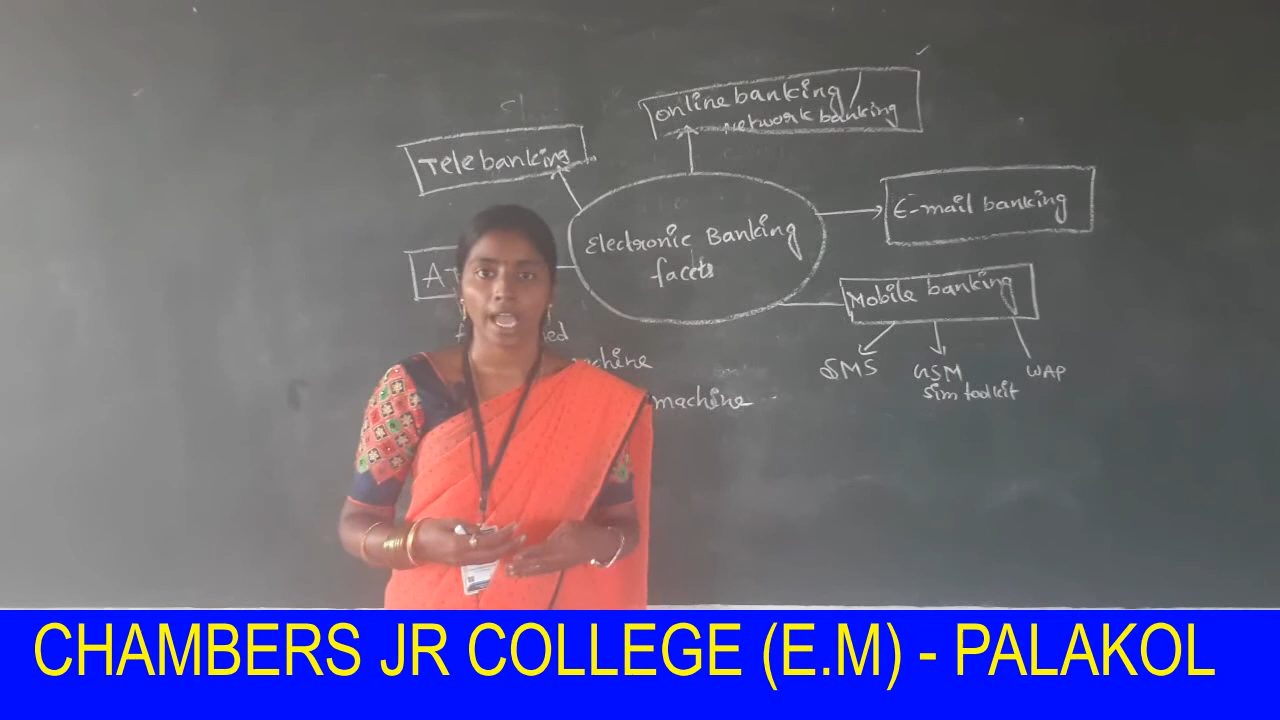 online banking /
network banking
Tele banking
E-mail banking
Electronic Banking
facets
Mobile banking
SMS
GSM
WAP
sim toolkit
machine
CHAMBERS JR COLLEGE (E.M) - PALAKOL